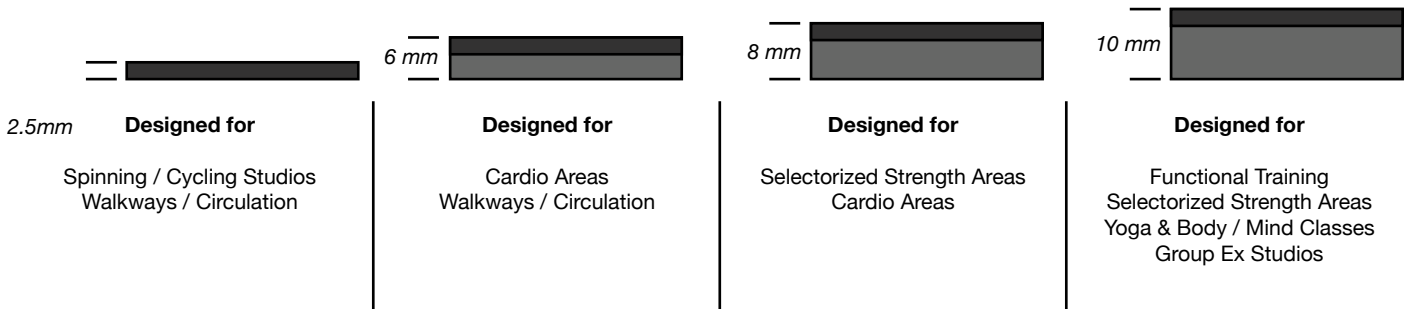 2.5mm
Designed for
Spinning / Cycling Studios
Walkways / Circulation
6 mm
Designed for
Cardio Areas
Walkways / Circulation
8 mm
Designed for
Selectorized Strength Areas
Cardio Areas
10 mm
Designed for
Functional Training
Selectorized Strength Areas
Yoga & Body / Mind Classes
Group Ex Studios